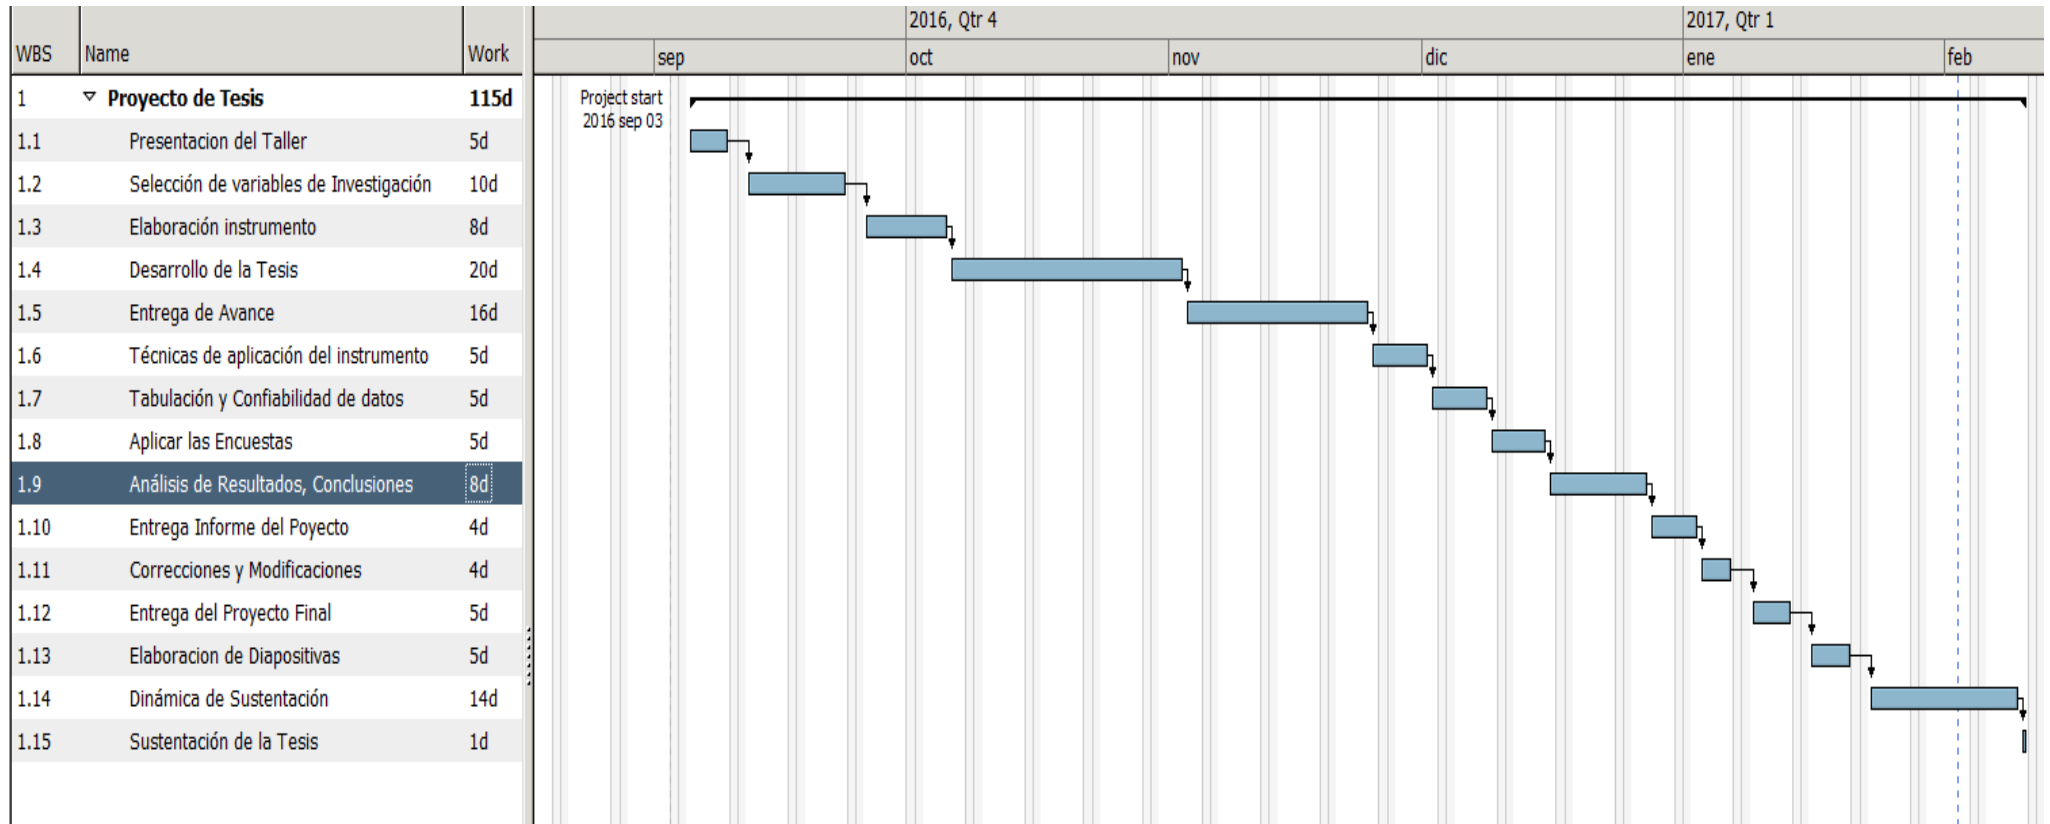 2016, Qtr 4 2017, Qtr 1
WBS Name Work sep oct nov dic ene feb
1 Proyecto de Tesis 115d Project start
2016 sep 03
1.1 Presentacion del Taller 5d
1.2 Selección de variables de Investigación 10d
1.3 Elaboración instrumento 8d
1.4 Desarrollo de la Tesis 20d
1.5 Entrega de Avance 16d
1.6 Técnicas de aplicación del instrumento 5d
1.7 Tabulación y Confiabilidad de datos 5d
1.8 Aplicar las Encuestas 5d
1.9 Análisis de Resultados, Conclusiones 8d
1.10 Entrega Informe del Poyecto 4d
1.11 Correcciones y Modificaciones 4d
1.12 Entrega del Proyecto Final 5d
1.13 Elaboracion de Diapositivas 5d
1.14 Dinámica de Sustentación 14d
1.15 Sustentación de la Tesis 1d